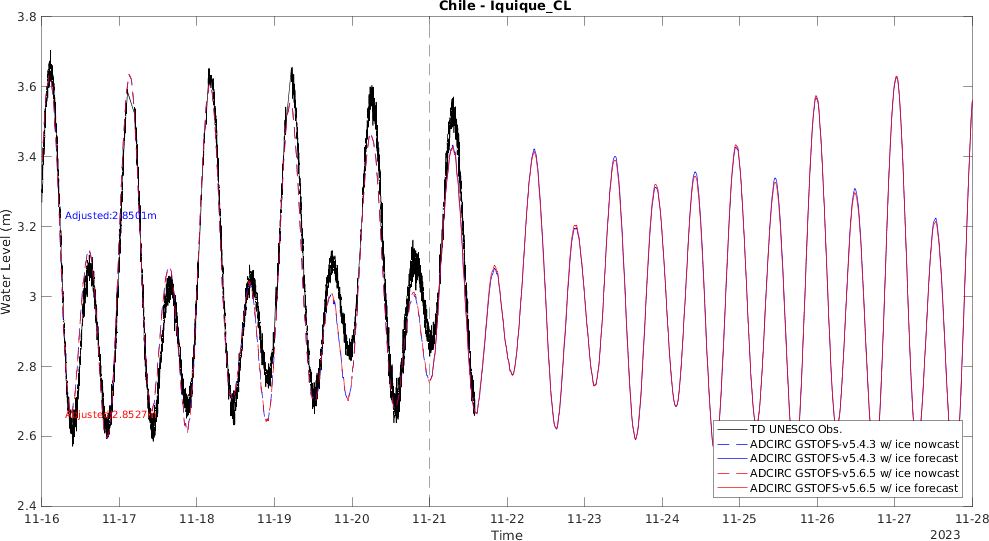 Chile - Iquique_CL
3.8
3.6
3.4
3.2
3
2.8
2.6
2.4
Water Level (m)
Adjusted:2.8501m
Adjusted:2.8527m
TD UNESCO Obs.
ADCIRC GSTOFS-v5.4.3 w/ ice nowcast
ADCIRC GSTOFS-v5.4.3 w/ ice forecast
ADCIRC GSTOFS-v5.6.5 w/ ice nowcast
ADCIRC GSTOFS-v5.6.5 w/ ice forecast
11-16 11-17 11-18 11-19 11-20 11-21 11-22 11-23 11-24 11-25 11-26 11-27 11-28
Time
2023